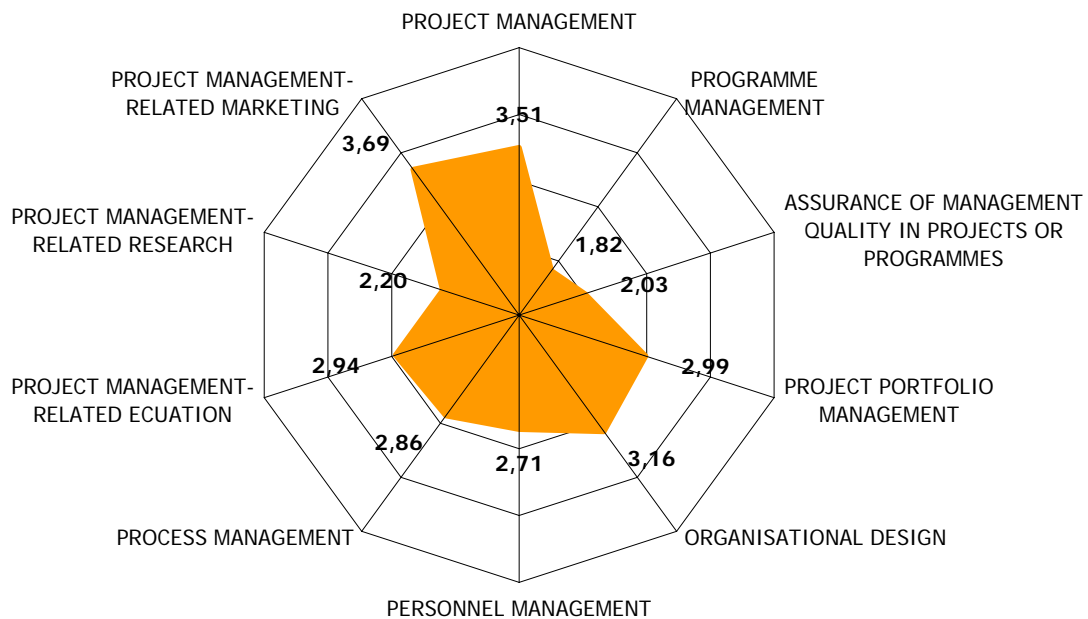 PROJECT MANAGEMENT
PROJECT MANAGEMENT-
RELATED MARKETING
PROGRAMME
MANAGEMENT
3,51
3,69
ASSURANCE OF MANAGEMENT
QUALITY IN PROJECTS OR
PROGRAMMES
PROJECT MANAGEMENT-
RELATED RESEARCH
1,82
2,20
2,03
2,94
2,99
PROJECT MANAGEMENT-
RELATED ECUATION
PROJECT PORTFOLIO
MANAGEMENT
2,86
2,71
3,16
PROCESS MANAGEMENT
ORGANISATIONAL DESIGN
PERSONNEL MANAGEMENT